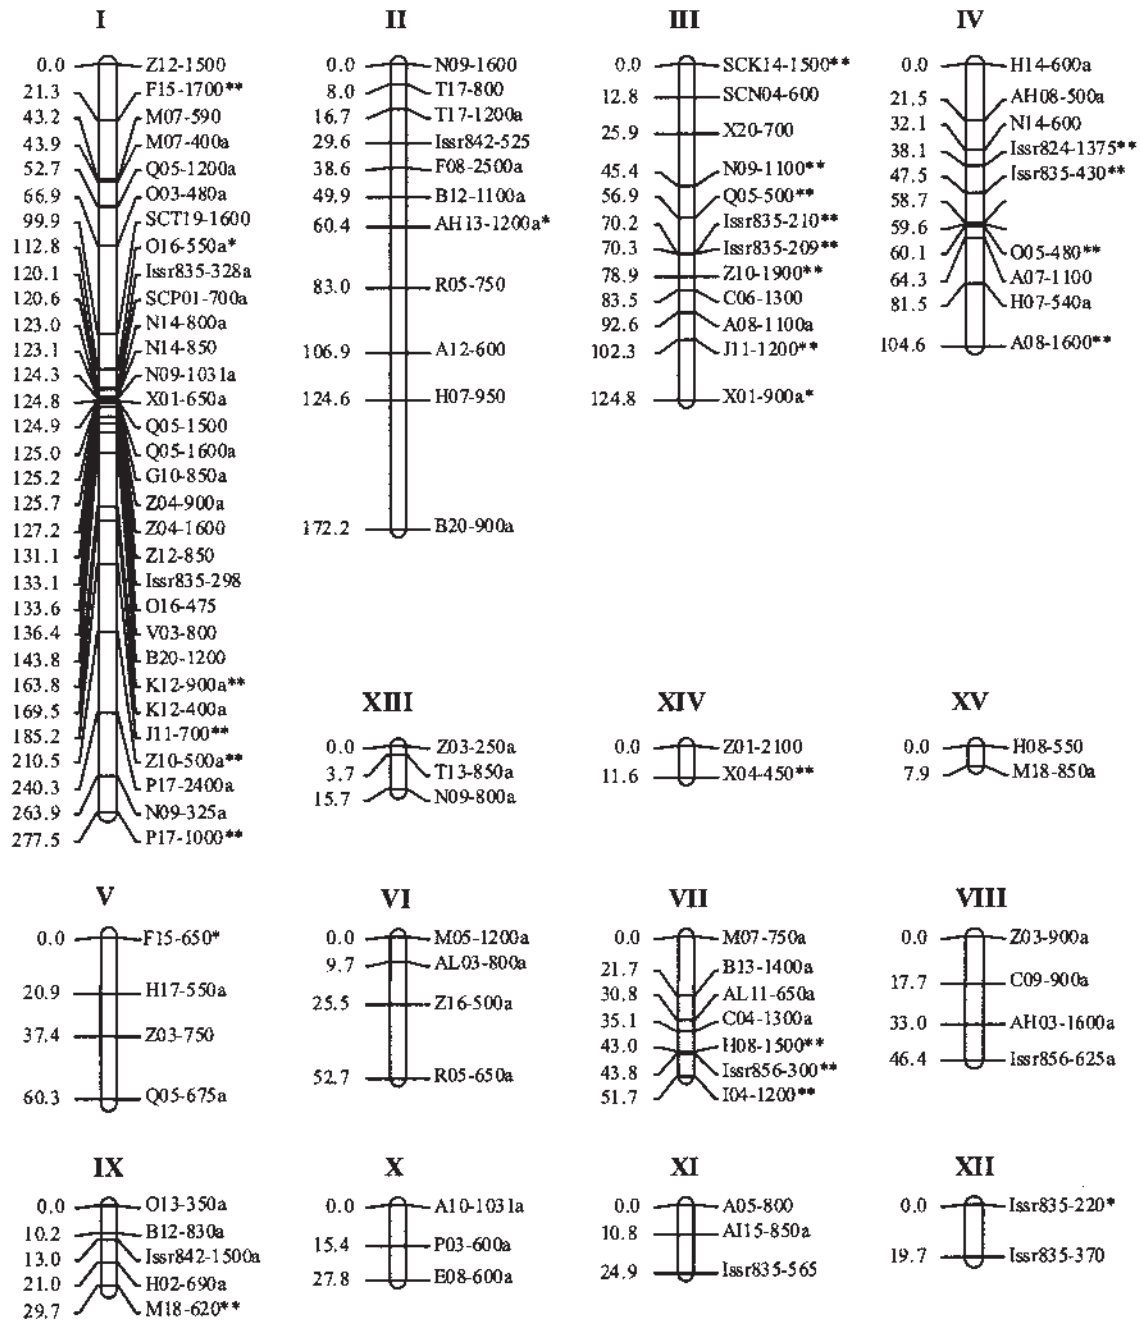 I
0.0 Z12-1500
21.3 F15-1700**
43.2 M07-590
43.9 M07-400a
52.7 Q05-1200a
66.9 O03-480a
99.9 SCT19-1600
112.8 O16-550a*
120.1 Issr835-328a
120.6 SCP01-700a
123.0 N14-800a
123.1 N14-850
124.3 N09-1031a
124.8 X01-650a
124.9 Q05-1500
125.0 Q05-1600a
125.2 G10-850a
125.7 Z04-900a
127.2 Z04-1600
131.1 Z12-850
133.1 Issr835-298
133.6 O16-475
136.4 V03-800
143.8 B20-1200
163.8 K12-900a**
169.5 K12-400a
185.2 J11-700**
210.5 Z10-500a**
240.3 P17-2400a
263.9 N09-325a
277.5 P17-1000**
II
0.0 N09-1600
8.0 T17-800
16.7 T17-1200a
29.6 Issr842-525
38.6 F08-2500a
49.9 B12-1100a
60.4 AH13-1200a*
83.0 R05-750
106.9 A12-600
124.6 H07-950
172.2 B20-900a
III
0.0 SCK14-1500**
12.8 SCN04-600
25.9 X20-700
45.4 N09-1100**
56.9 Q05-500**
70.2 Issr835-210**
70.3 Issr835-209**
78.9 Z10-1900**
83.5 C06-1300
92.6 A08-1100a
102.3 J11-1200**
124.8 X01-900a*
IV
0.0 H14-600a
21.5 AH08-500a
32.1 N14-600
38.1 Issr824-1375**
47.5 Issr835-430**
58.7
59.6
60.1 O05-480**
64.3 A07-1100
81.5 H07-540a
104.6 A08-1600**
XIII
0.0 Z03-250a
3.7 T13-850a
15.7 N09-800a
XIV
0.0 Z01-2100
11.6 X04-450**
XV
0.0 H08-550
7.9 M18-850a
V
0.0 F15-650*
20.9 H17-550a
37.4 Z03-750
60.3 Q05-675a
VI
0.0 M05-1200a
9.7 AL03-800a
25.5 Z16-500a
52.7 R05-650a
VII
0.0 M07-750a
21.7 B13-1400a
30.8 AL11-650a
35.1 C04-1300a
43.0 H08-1500**
43.8 Issr856-300**
51.7 I04-1200**
VIII
0.0 Z03-900a
17.7 C09-900a
33.0 AH03-1600a
46.4 Issr856-625a
IX
0.0 O13-350a
10.2 B12-830a
13.0 Issr842-1500a
21.0 H02-690a
29.7 M18-620**
X
0.0 A10-1031a
15.4 P03-600a
27.8 E08-600a
XI
0.0 A05-800
10.8 AI15-850a
24.9 Issr835-565
XII
0.0 Issr835-220*
19.7 Issr835-370